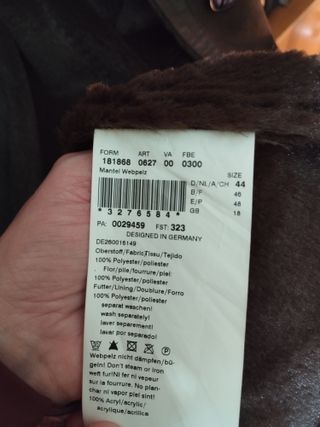 FORM ART VA FBE
181868 0627 00 0300
Mantel Webpelz
SIZE
D/NL/A/CH 44
B/F 46
E/P 48
GB 18
*3276584*
PA: 0029459 FST: 323
DESIGNED IN GERMANY
DE260016149
Oberstoff/Fabric/Tissu/Tejido
100% Polyester/poliester
Flor/pile/fourrure/piel:
100% Polyester/poliester
Futter/Lining/Doublure/Forro
100% Polyester/poliester
separat waschen!
wash separately!
laver separement!
lavar por separado!
Webpelz nicht dämpfen/bü-
geln! Don't steam or iron
weft fur!Nl fer ni vapeur
sur la fourrure. No plan-
char ni vapor piel sint!
100% Acryl/acrylic/
acrylique/acrílica